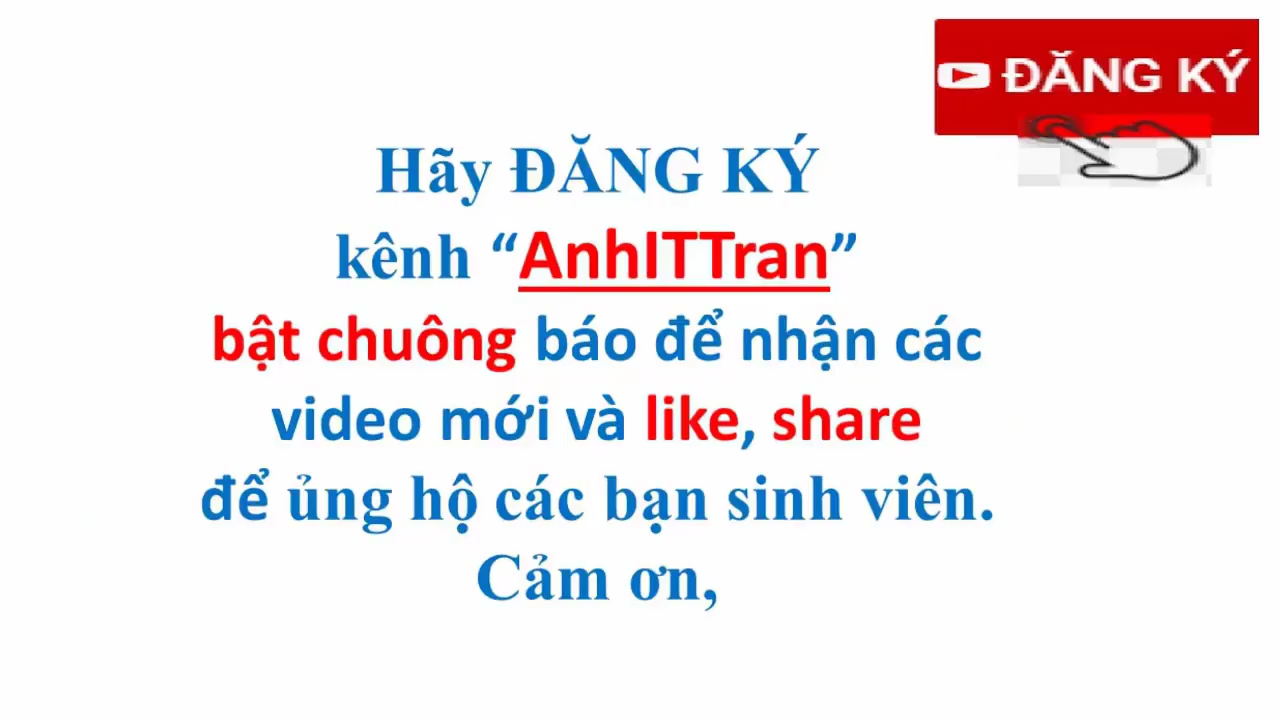 ĐĂNG KÝ
Hãy ĐĂNG KÝ
kênh “AnhITTran”
bật chuông báo để nhận các
video mới và like, share
để ủng hộ các bạn sinh viên.
Cảm ơn,